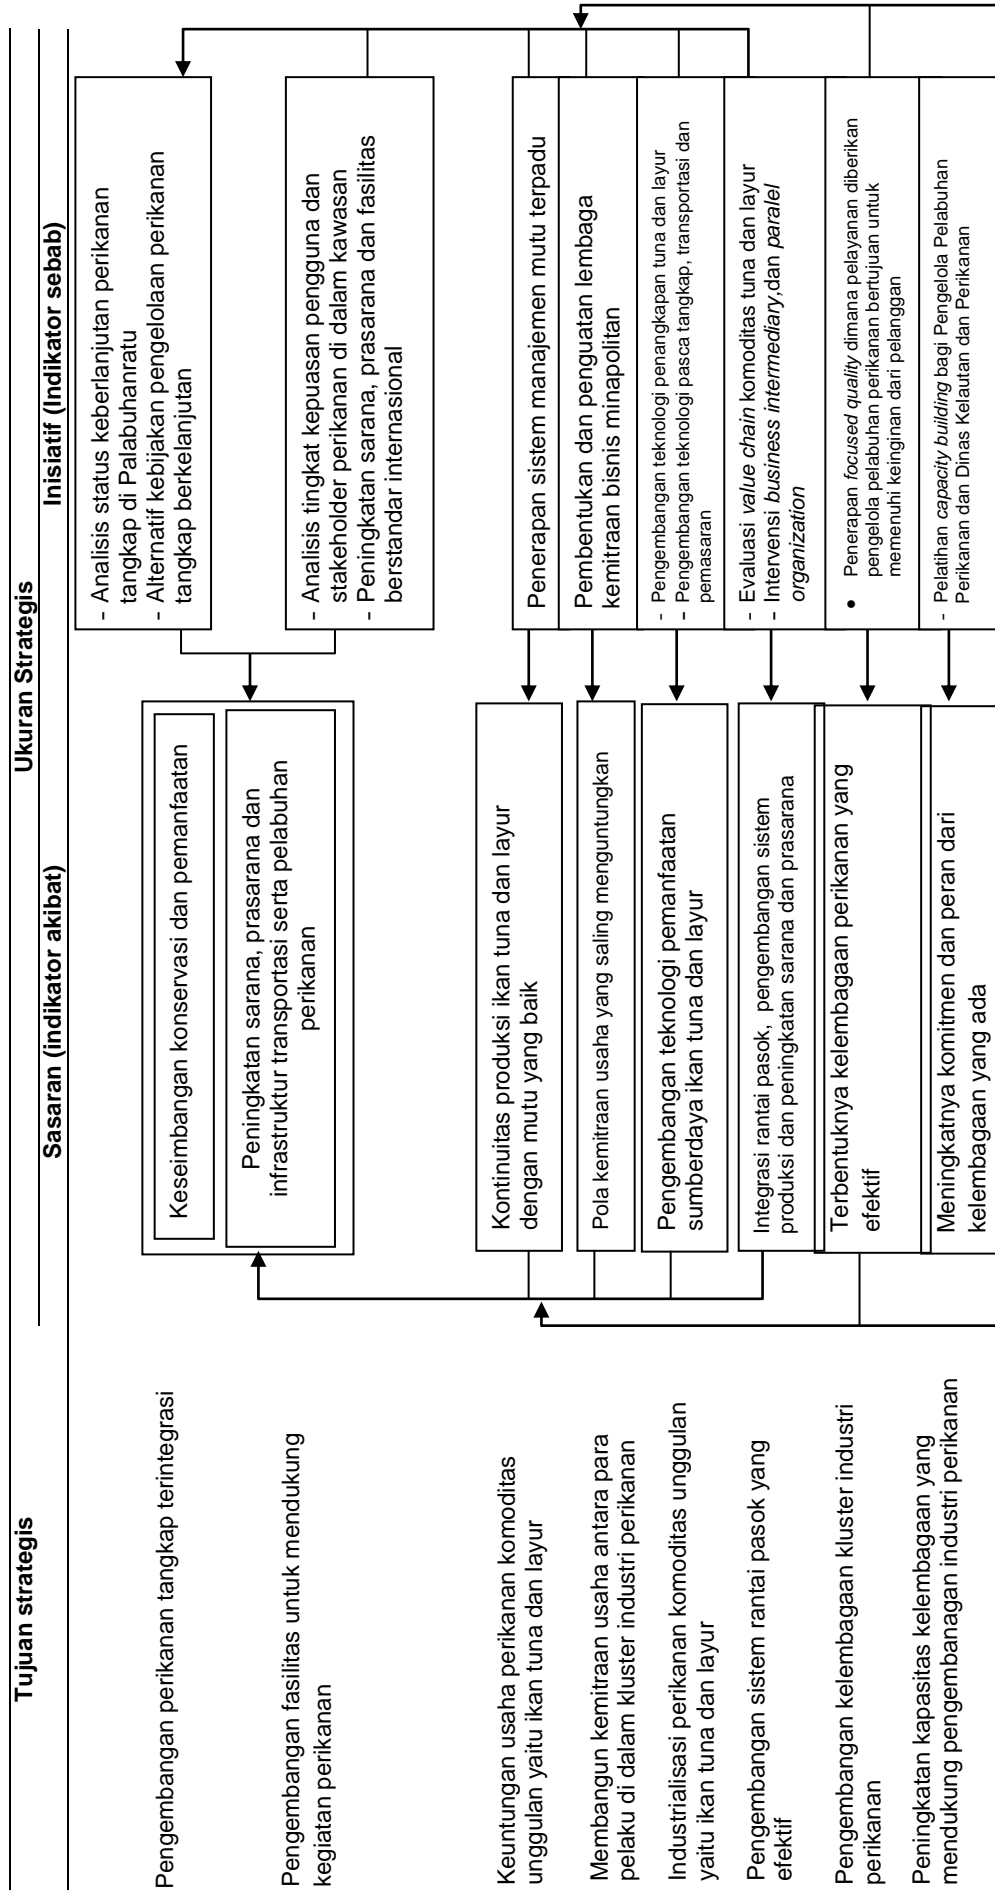 Tujuan strategis
Ukuran Strategis
Sasaran (indikator akibat)
Inisiatif (Indikator sebab)
Pengembangan perikanan tangkap terintegrasi
Keseimbangan konservasi dan pemanfaatan
- Analisis status keberlanjutan perikanan
tangkap di Palabuhanratu
- Alternatif kebijakan pengelolaan perikanan
tangkap berkelanjutan
Pengembangan fasilitas untuk mendukung
kegiatan perikanan
Peningkatan sarana, prasarana dan
infrastruktur transportasi serta pelabuhan
perikanan
- Analisis tingkat kepuasan pengguna dan
stakeholder perikanan di dalam kawasan
- Peningkatan sarana, prasarana dan fasilitas
berstandar internasional
Keuntungan usaha perikanan komoditas
unggulan yaitu ikan tuna dan layur
Kontinuitas produksi ikan tuna dan layur
dengan mutu yang baik
Penerapan sistem manajemen mutu terpadu
Membangun kemitraan usaha antara para
pelaku di dalam kluster industri perikanan
Pola kemitraan usaha yang saling menguntungkan
Pembentukan dan penguatan lembaga
kemitraan bisnis minapolitan
Industrialisasi perikanan komoditas unggulan
yaitu ikan tuna dan layur
Pengembangan teknologi pemanfaatan
sumberdaya ikan tuna dan layur
- Pengembangan teknologi penangkapan tuna dan layur
- Pengembangan teknologi pasca tangkap, transportasi dan
pemasaran
Pengembangan sistem rantai pasok yang
efektif
Integrasi rantai pasok, pengembangan sistem
produksi dan peningkatan sarana dan prasarana
- Evaluasi value chain komoditas tuna dan layur
- Intervensi business intermediary,dan paralel
organization
Pengembangan kelembagaan kluster industri
perikanan
Terbentuknya kelembagaan perikanan yang
efektif
• Penerapan focused quality dimana pelayanan diberikan
pengelola pelabuhan perikanan bertujuan untuk
memenuhi keinginan dari pelanggan
Peningkatan kapasitas kelembagaan yang
mendukung pengembanagan industri perikanan
Meningkatnya komitmen dan peran dari
kelembagaan yang ada
- Pelatihan capacity building bagi Pengelola Pelabuhan
Perikanan dan Dinas Kelautan dan Perikanan